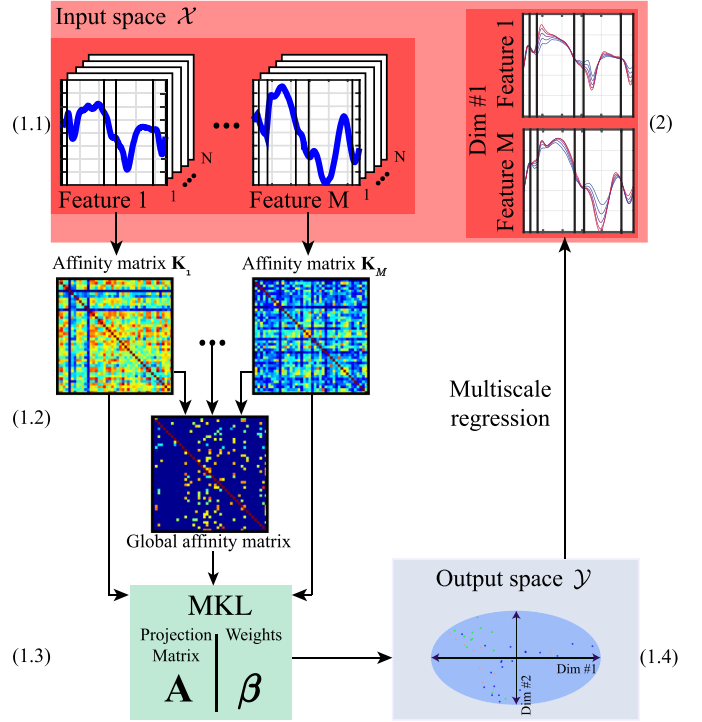 Input space 𝒳
(1.1)
N
1
Feature 1
N
1
Feature M
Dim #1
Feature 1
Feature M
(2)
Affinity matrix K₁
Affinity matrix K_M
(1.2)
Global affinity matrix
Multiscale
regression
(1.3)
MKL
Projection
Matrix
A
Weights
β
Output space 𝒴
Dim #1
Dim #2
(1.4)